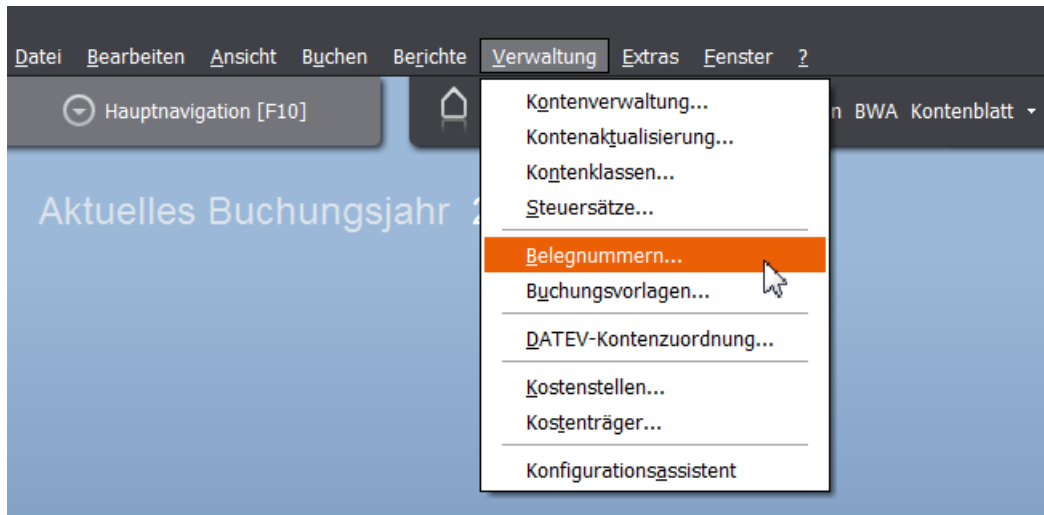 Datei Bearbeiten Ansicht Buchen Berichte Verwaltung Extras Fenster ?
Hauptnavigation [F10]
BWA Kontenblatt
Kontenverwaltung...
Kontenaktualisierung...
Kontenklassen...
Steuersätze...
Aktuelles Buchungsjahr
Belegnummern...
Buchungsvorlagen...
DATEV-Kontenzuordnung...
Kostenstellen...
Kostenträger...
Konfigurationsassistent